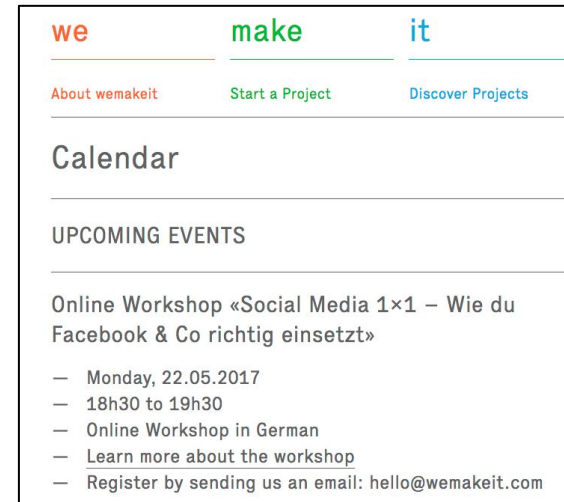 we make it
About wemakeit Start a Project Discover Projects
Calendar
UPCOMING EVENTS
Online Workshop «Social Media 1×1 – Wie du
Facebook & Co richtig einsetzt»
— Monday, 22.05.2017
— 18h30 to 19h30
— Online Workshop in German
— Learn more about the workshop
— Register by sending us an email: hello@wemakeit.com